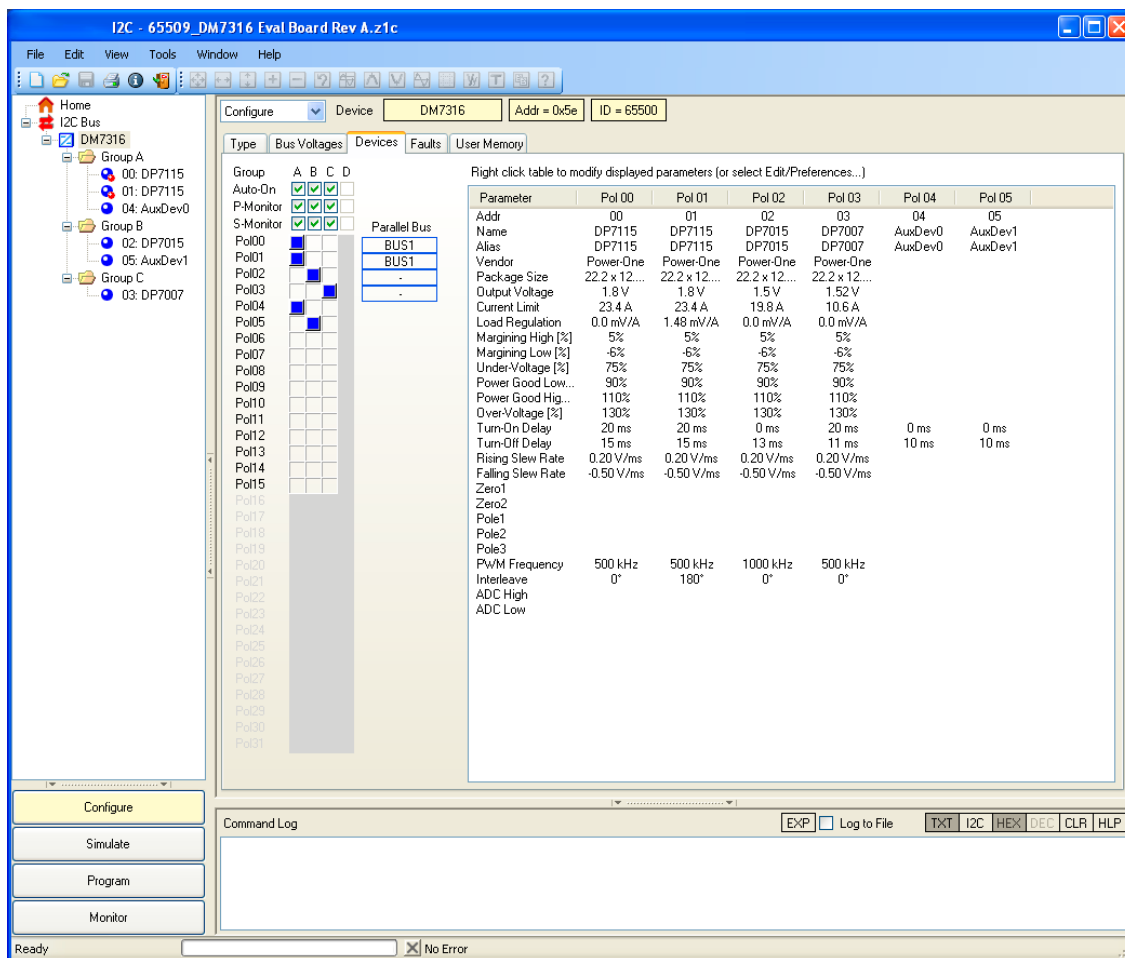 I2C - 65509_DM7316 Eval Board Rev A.z1c
File Edit View Tools Window Help
Home
I2C Bus
DM7316
Group A
00: DP7115
01: DP7115
04: AuxDev0
Group B
02: DP7015
05: AuxDev1
Group C
03: DP7007
Configure
Simulate
Program
Monitor
Configure Device DM7316 Addr = 0x5e ID = 65500
Type Bus Voltages Devices Faults User Memory
Group A B C D
Auto-On
P-Monitor
S-Monitor
Parallel Bus
Pol00 BUS1
Pol01 BUS1
Pol02 -
Pol03 -
Pol04
Pol05
Pol06
Pol07
Pol08
Pol09
Pol10
Pol11
Pol12
Pol13
Pol14
Pol15
Pol16
Pol17
Pol18
Pol19
Pol20
Pol21
Pol22
Pol23
Pol24
Pol25
Pol26
Pol27
Pol28
Pol29
Pol30
Pol31
Right click table to modify displayed parameters (or select Edit/Preferences...)
Parameter Pol 00 Pol 01 Pol 02 Pol 03 Pol 04 Pol 05
Addr 00 01 02 03 04 05
Name DP7115 DP7115 DP7015 DP7007 AuxDev0 AuxDev1
Alias DP7115 DP7115 DP7015 DP7007 AuxDev0 AuxDev1
Vendor Power-One Power-One Power-One Power-One
Package Size 22.2 x 12.... 22.2 x 12.... 22.2 x 12.... 22.2 x 12....
Output Voltage 1.8 V 1.8 V 1.5 V 1.52 V
Current Limit 23.4 A 23.4 A 19.8 A 10.6 A
Load Regulation 0.0 mV/A 1.48 mV/A 0.0 mV/A 0.0 mV/A
Margining High [%] 5% 5% 5% 5%
Margining Low [%] -6% -6% -6% -6%
Under-Voltage [%] 75% 75% 75% 75%
Power Good Low... 90% 90% 90% 90%
Power Good Hig... 110% 110% 110% 110%
Over-Voltage [%] 130% 130% 130% 130%
Turn-On Delay 20 ms 20 ms 0 ms 20 ms 0 ms 0 ms
Turn-Off Delay 15 ms 15 ms 13 ms 11 ms 10 ms 10 ms
Rising Slew Rate 0.20 V/ms 0.20 V/ms 0.20 V/ms 0.20 V/ms
Falling Slew Rate -0.50 V/ms -0.50 V/ms -0.50 V/ms -0.50 V/ms
Zero1
Zero2
Pole1
Pole2
Pole3
PWM Frequency 500 kHz 500 kHz 1000 kHz 500 kHz
Interleave 0° 180° 0° 0°
ADC High
ADC Low
Command Log EXP Log to File TXT I2C HEX DEC CLR HLP
Ready No Error